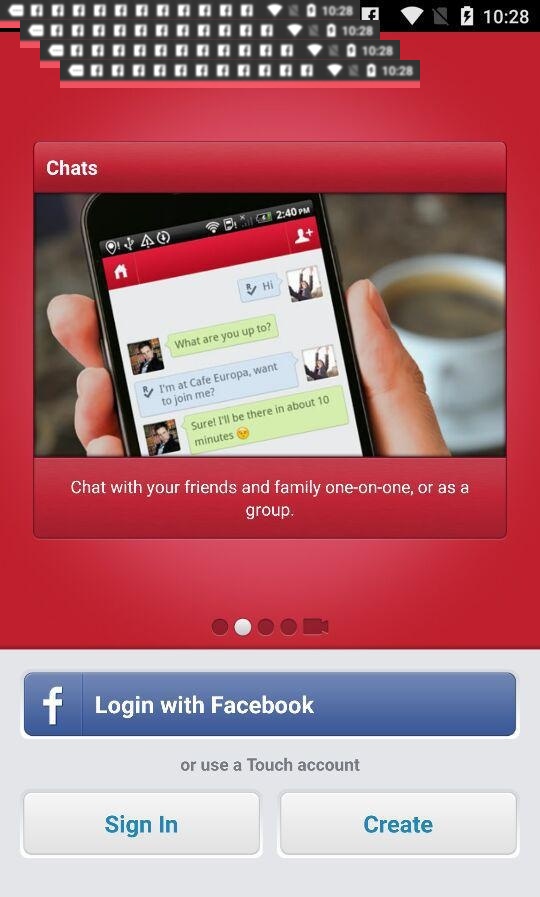 10:28
10:28
10:28
10:28
10:28
Chats
2:40 PM
Hi
What are you up to?
I'm at Cafe Europa, want
to join me?
Sure! I'll be there in about 10
minutes
Chat with your friends and family one-on-one, or as a
group.
f Login with Facebook
or use a Touch account
Sign In
Create